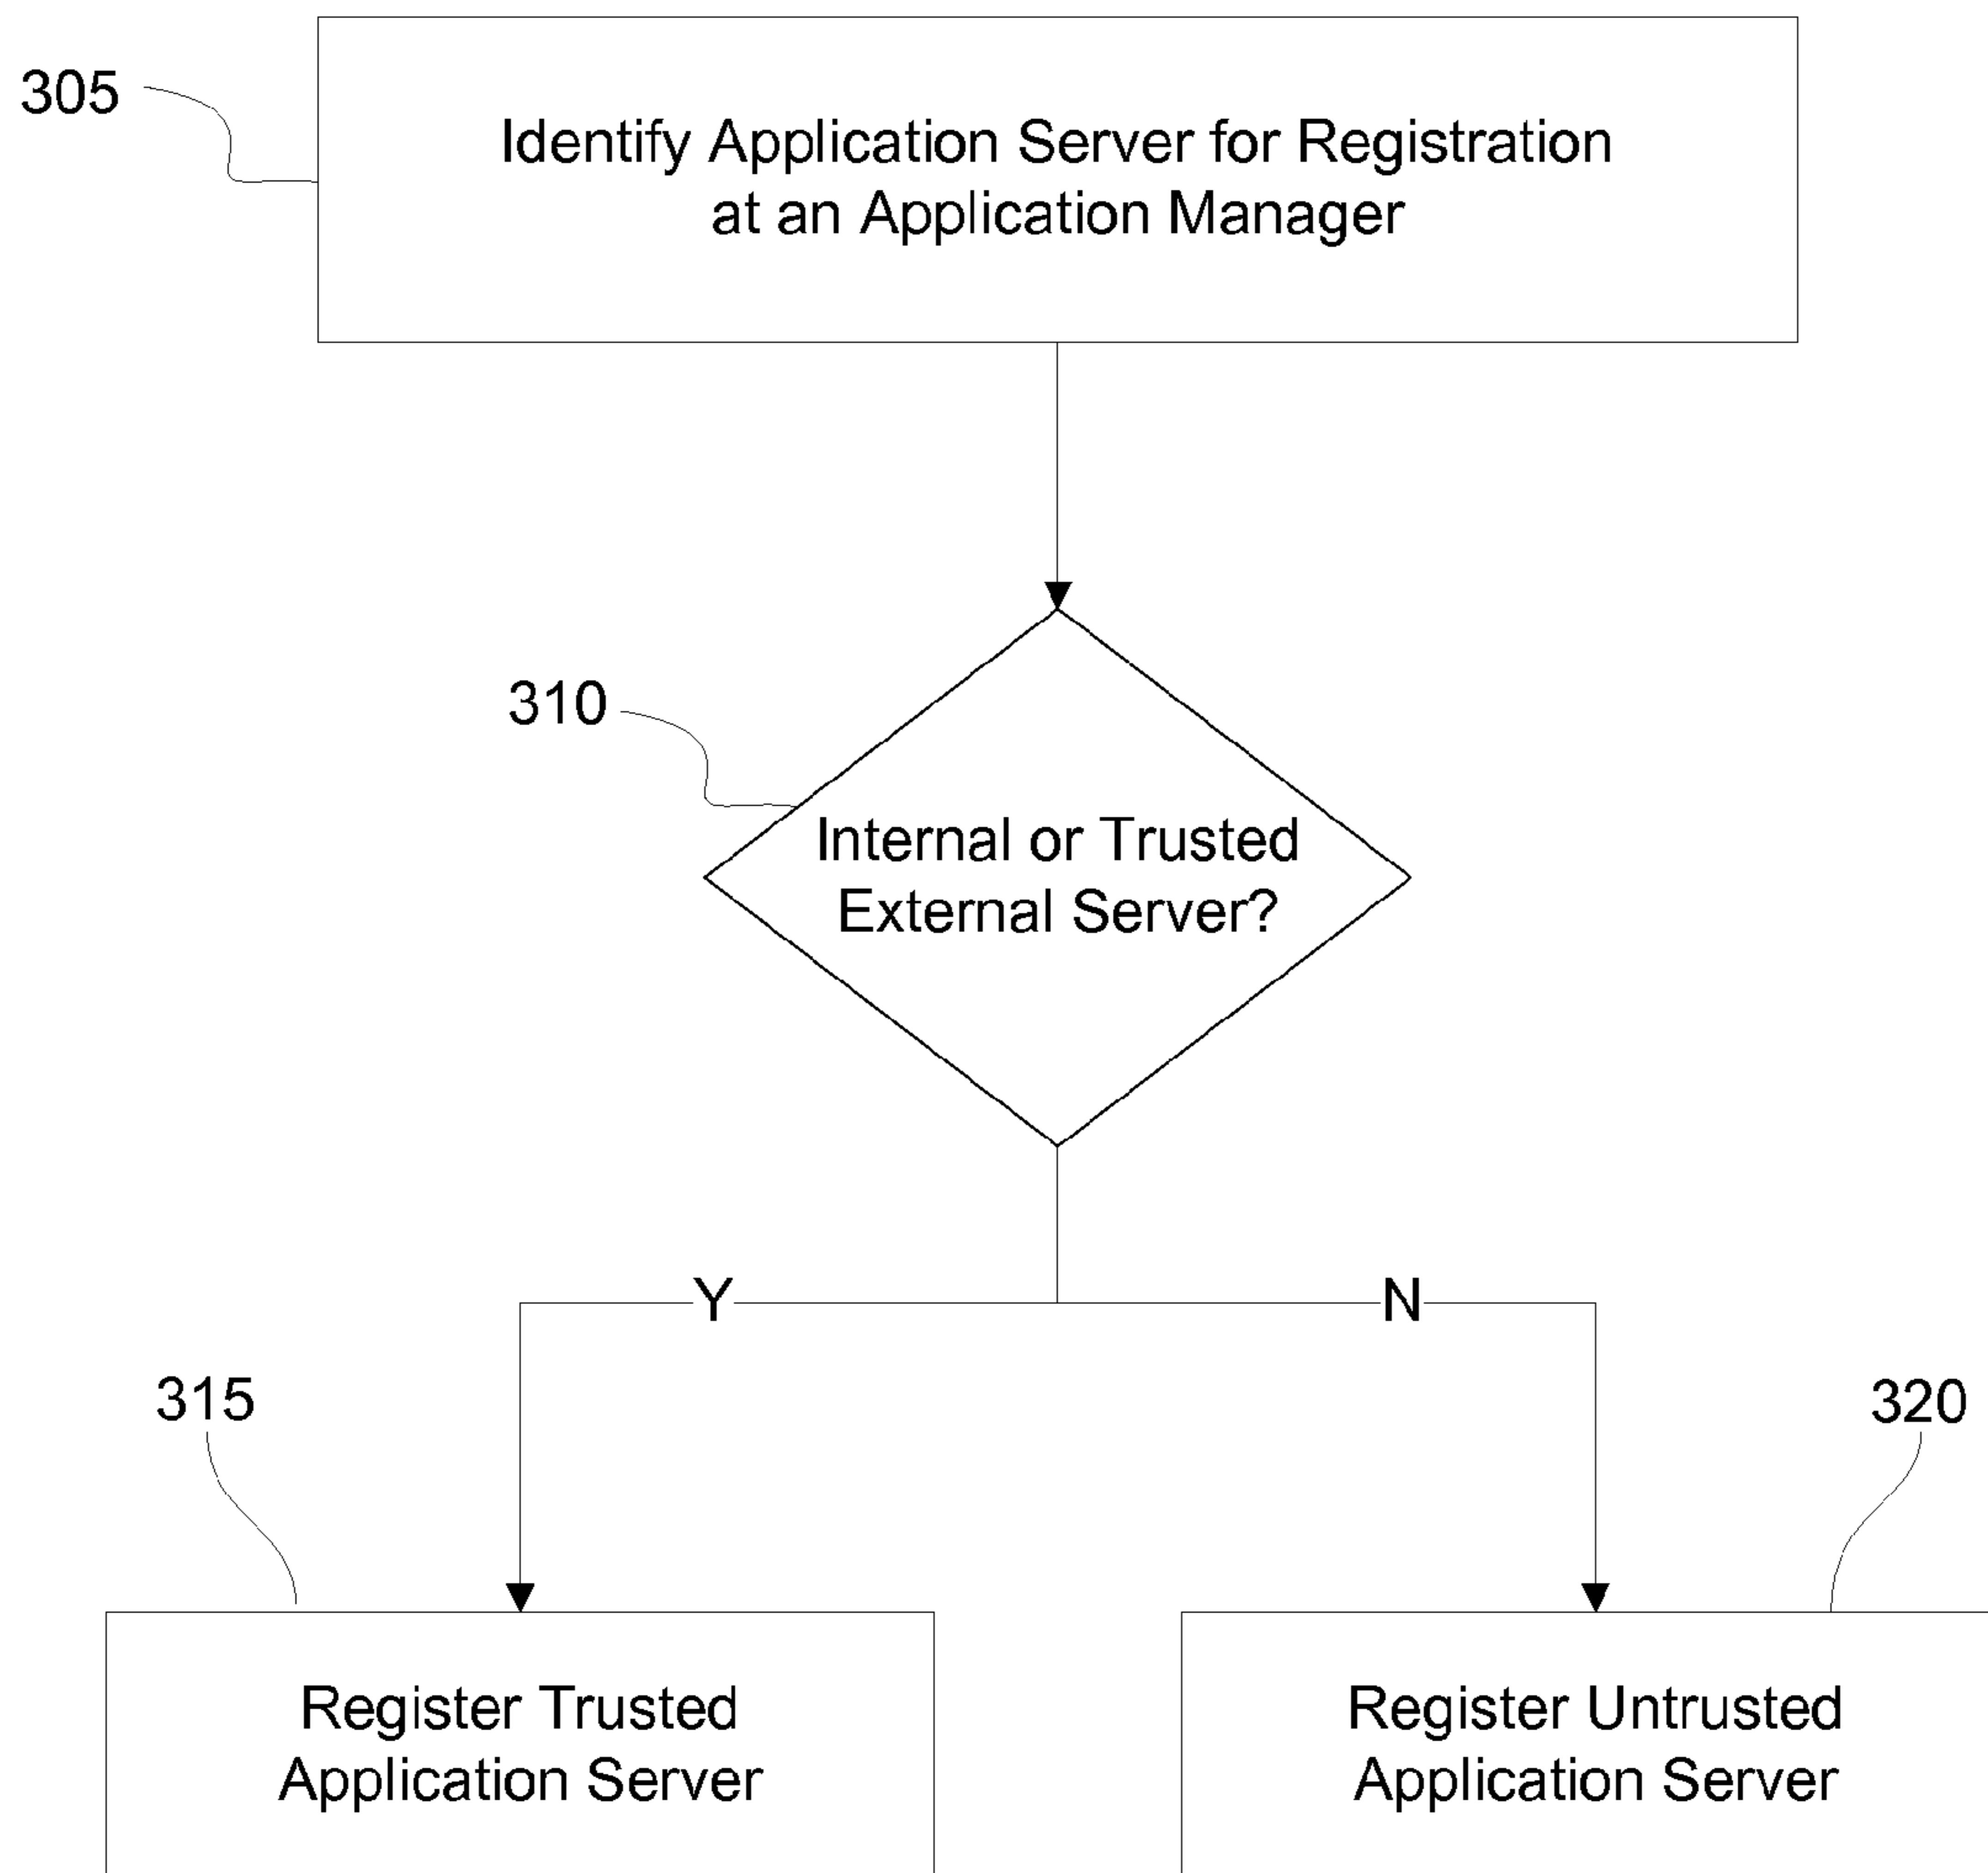 305
Identify Application Server for Registration
at an Application Manager
310
Internal or Trusted
External Server?
Y
N
315
320
Register Trusted
Application Server
Register Untrusted
Application Server